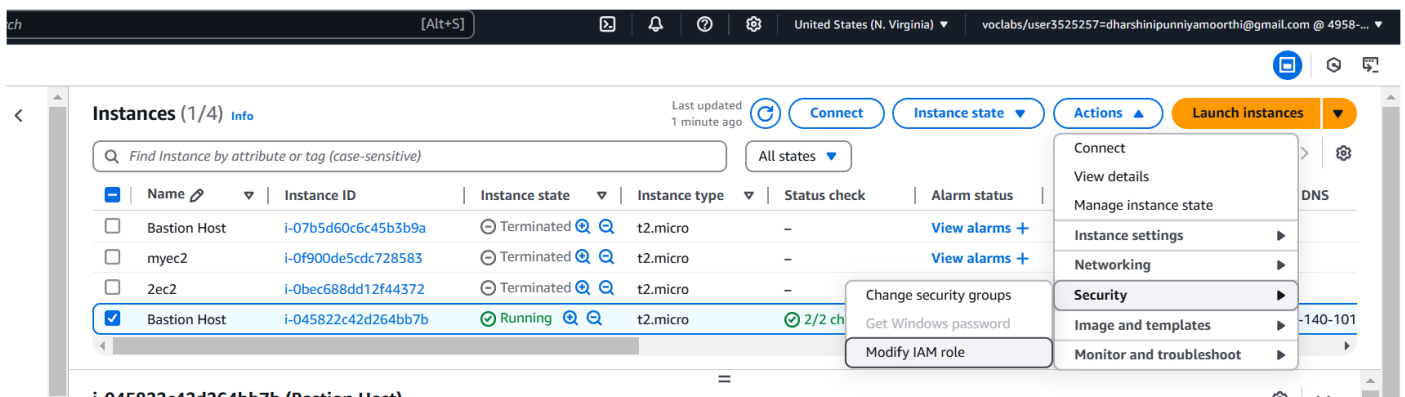 rch [Alt+S] United States (N. Virginia) ▼ voclabs/user3525257=dharshinipunniyamoorthi@gmail.com @ 4958-... ▼
Instances (1/4) Info
Last updated
1 minute ago
Connect
Instance state ▼
Actions ▲
Launch instances ▼
Find Instance by attribute or tag (case-sensitive)
All states ▼
Name Instance ID Instance state Instance type Status check Alarm status DNS
Bastion Host i-07b5d60c6c45b3b9a Terminated t2.micro – View alarms +
myec2 i-0f900de5cdc728583 Terminated t2.micro – View alarms +
2ec2 i-0bec688dd12f44372 Terminated t2.micro –
Bastion Host i-045822c42d264bb7b Running t2.micro 2/2 ch -140-101
Connect
View details
Manage instance state
Instance settings
Networking
Security
Image and templates
Monitor and troubleshoot
Change security groups
Get Windows password
Modify IAM role
i-045822c42d264bb7b (Bastion Host)